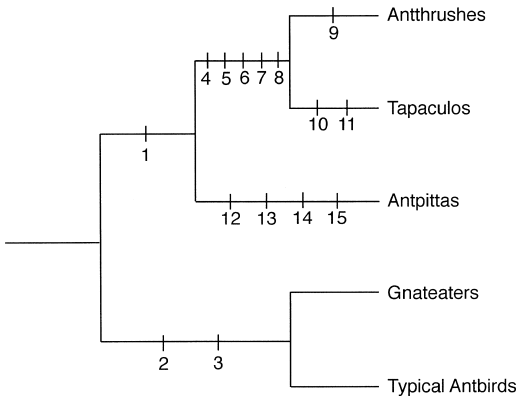 Antthrushes
9
4 5 6 7 8
Tapaculos
10 11
1
Antpittas
12 13 14 15
Gnateaters
2 3
Typical Antbirds